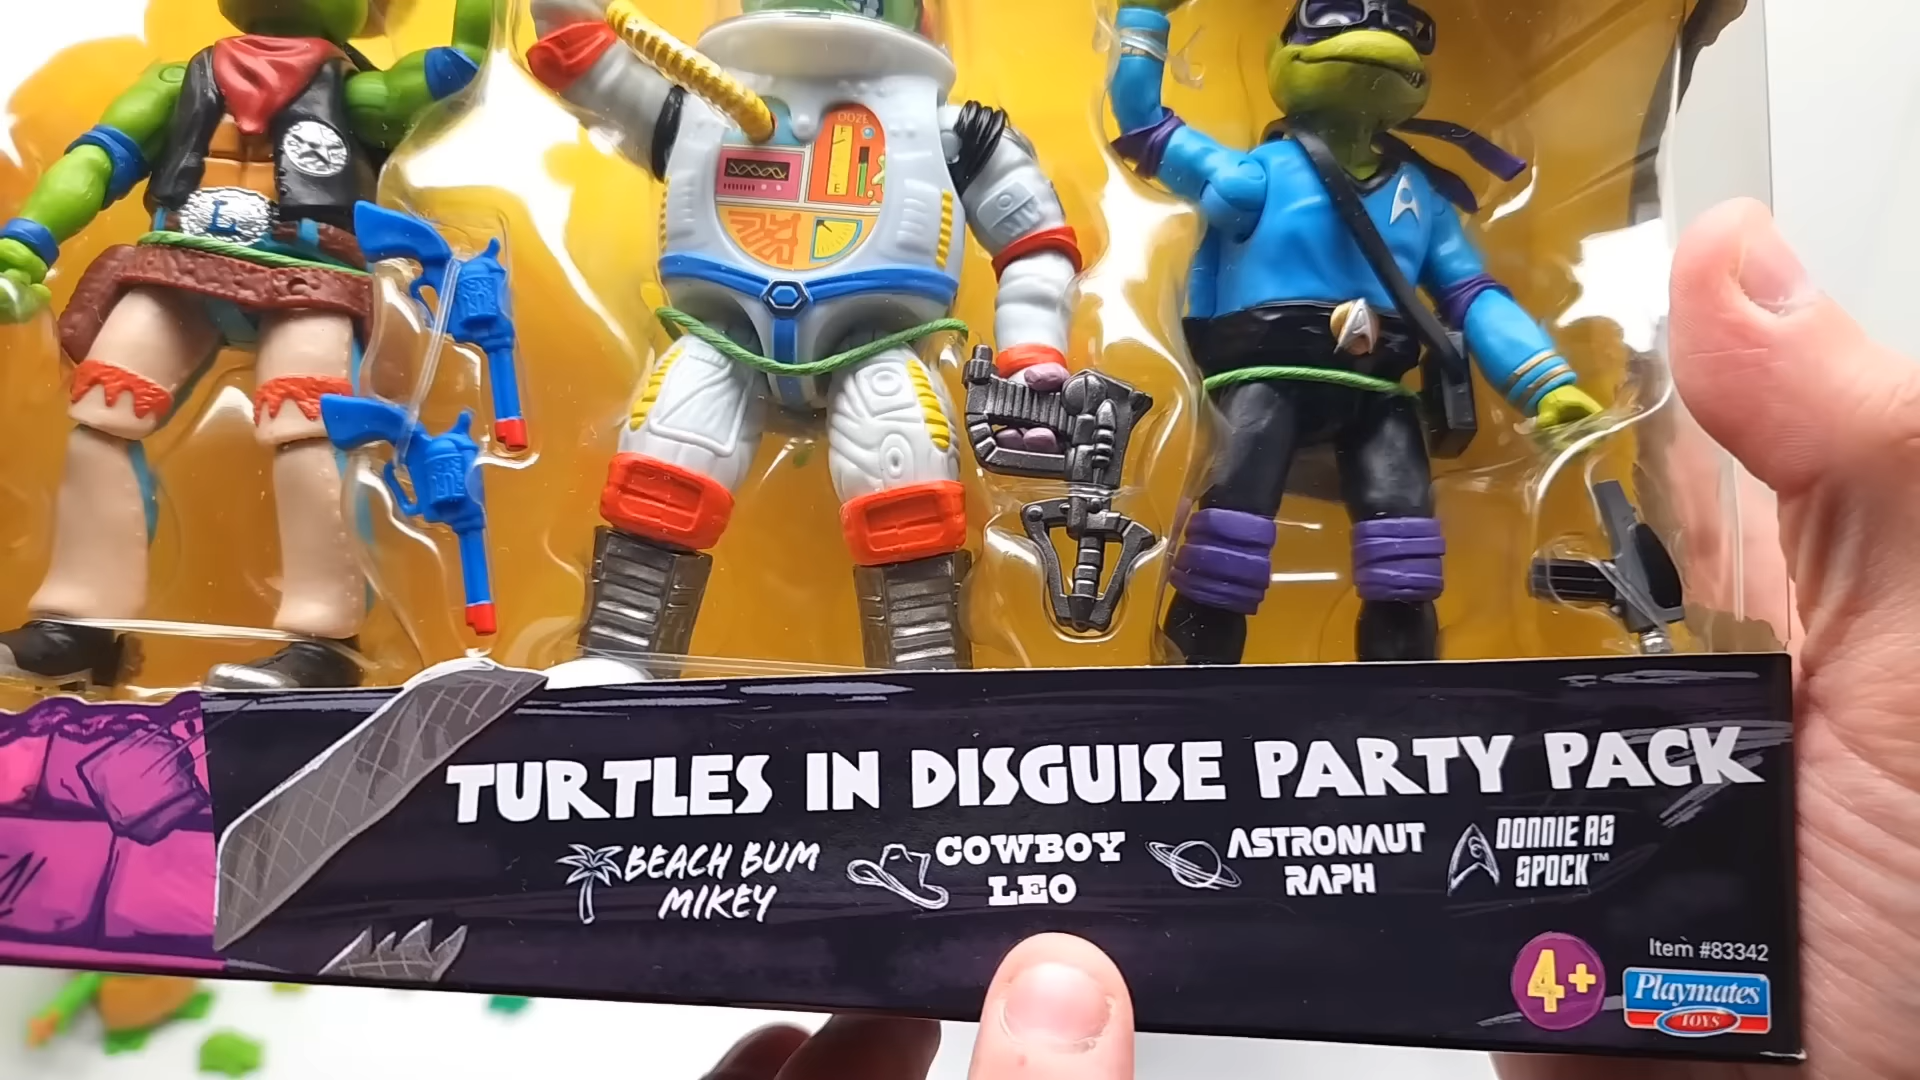 OOZE
F
E
L
TURTLES IN DISGUISE PARTY PACK
BEACH BUM
MIKEY
COWBOY
LEO
ASTRONAUT
RAPH
DONNIE AS
SPOCK™
Item #83342
4+
Playmates
TOYS